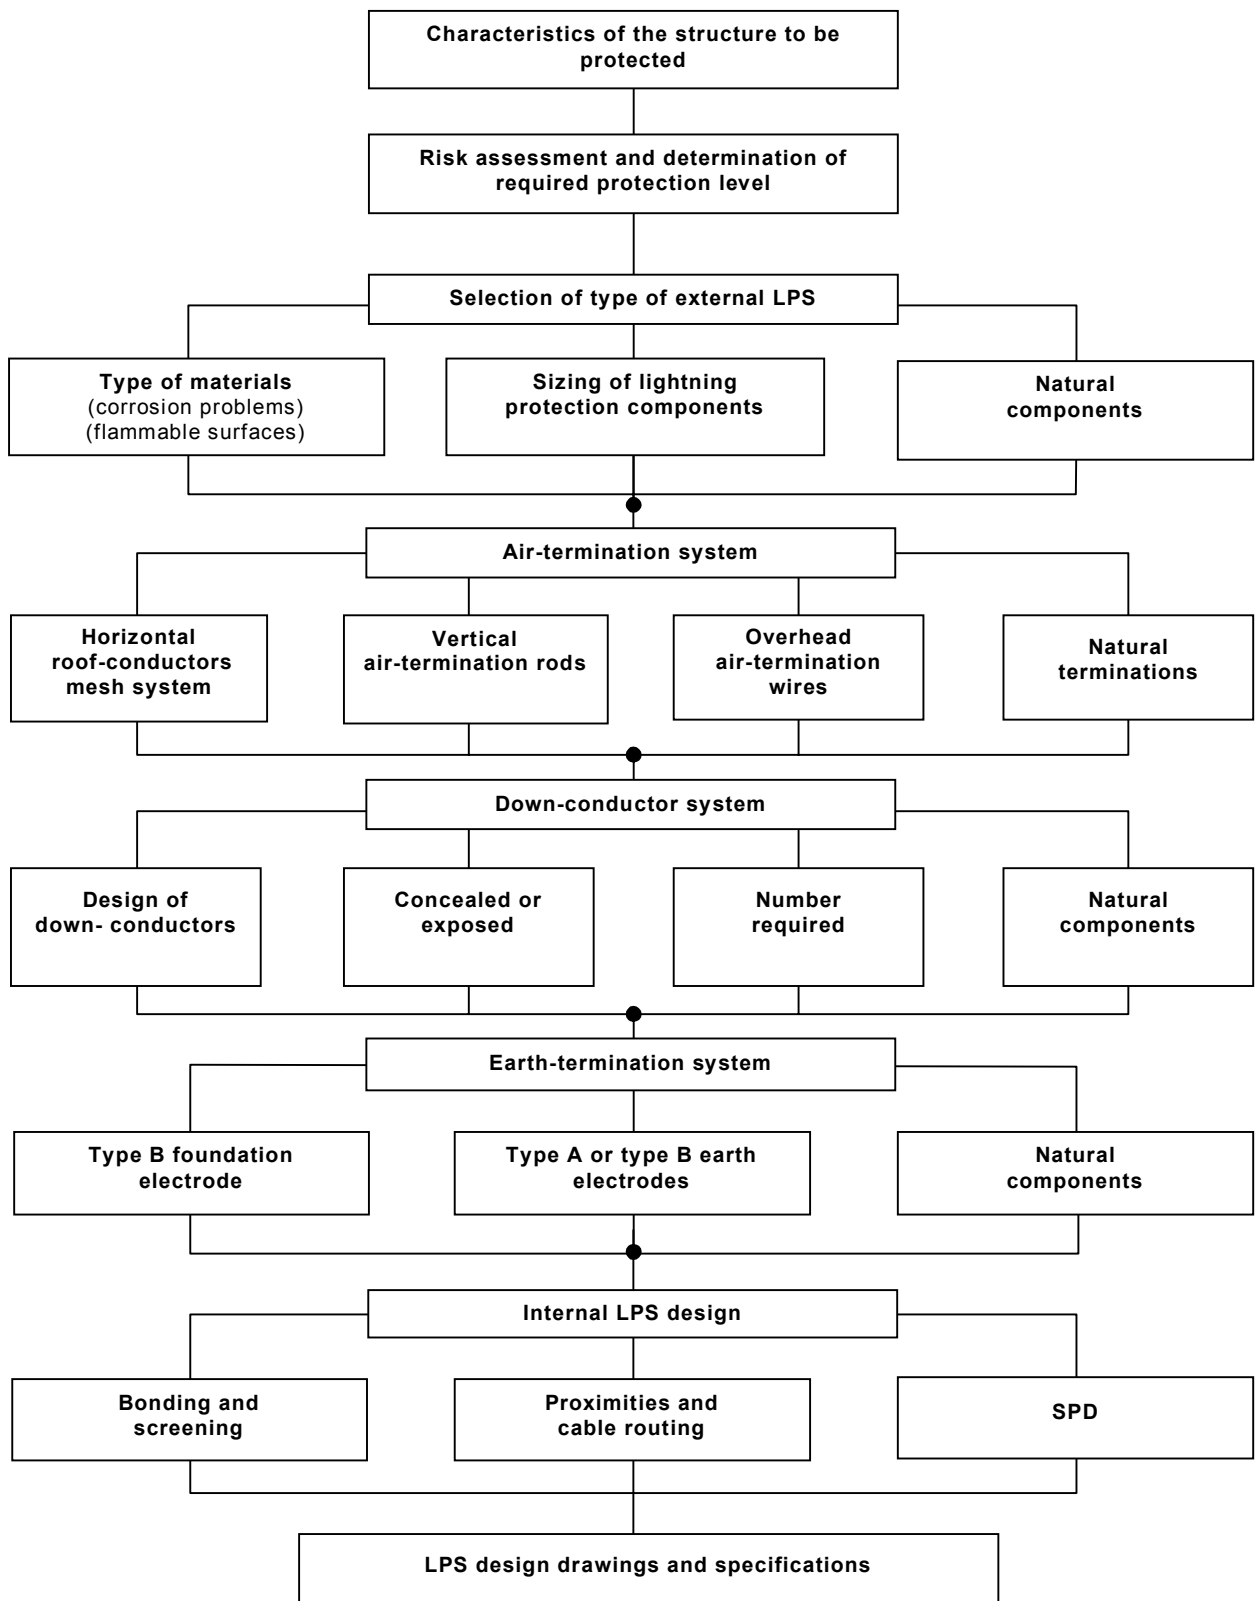 Characteristics of the structure to be
protected
Risk assessment and determination of
required protection level
Selection of type of external LPS
Type of materials
(corrosion problems)
(flammable surfaces)
Sizing of lightning
protection components
Natural
components
Air-termination system
Horizontal
roof-conductors
mesh system
Vertical
air-termination rods
Overhead
air-termination
wires
Natural
terminations
Down-conductor system
Design of
down- conductors
Concealed or
exposed
Number
required
Natural
components
Earth-termination system
Type B foundation
electrode
Type A or type B earth
electrodes
Natural
components
Internal LPS design
Bonding and
screening
Proximities and
cable routing
SPD
LPS design drawings and specifications